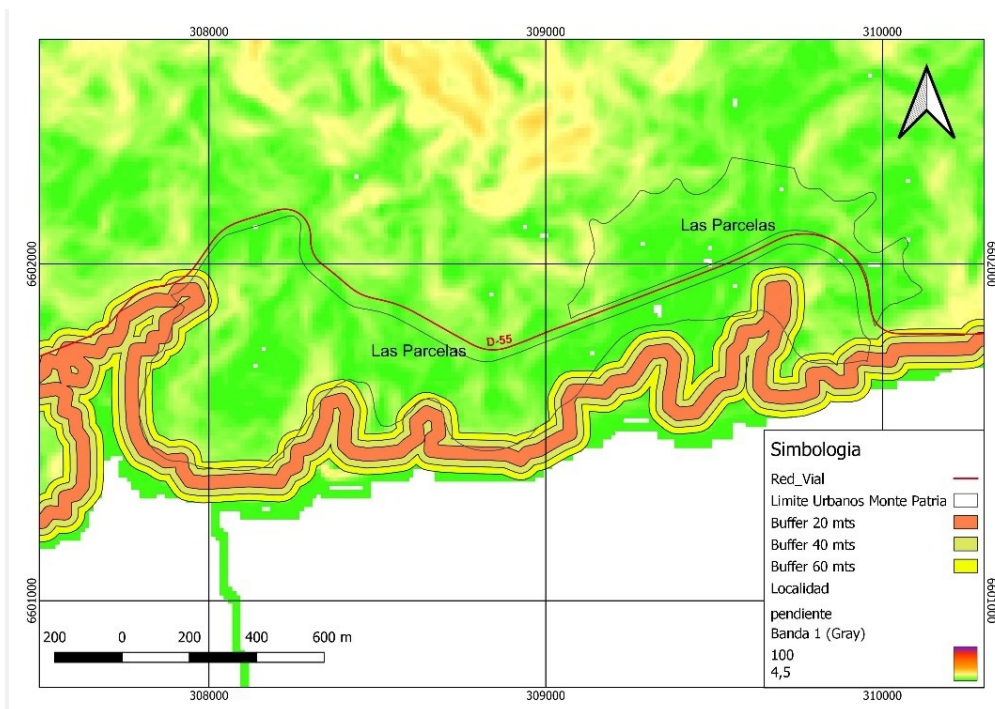 308000
309000
310000
Las Parcelas
6602000
6602000
D-55
Las Parcelas
Simbologia
Red_Vial
Limite Urbanos Monte Patria
Buffer 20 mts
Buffer 40 mts
Buffer 60 mts
Localidad
pendiente
Banda 1 (Gray)
100
4,5
6601000
6601000
200 0 200 400 600 m
308000
309000
310000